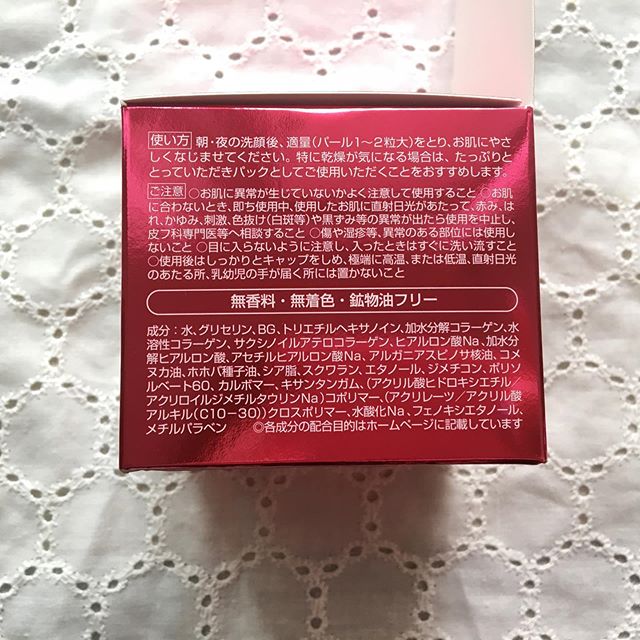 使い方 朝・夜の洗顔後、適量(パール1~2粒大)をとり、お肌にやさ
しくなじませてください。特に乾燥が気になる場合は、たっぷりと
とっていただきパックとしてご使用いただくことをおすすめします。
ご注意 ○お肌に異常が生じていないかよく注意して使用すること ○お肌
に合わないとき、即ち使用中、使用したお肌に直射日光があたって、赤み、は
れ、かゆみ、刺激、色抜け(白斑等)や黒ずみ等の異常が出たら使用を中止し、
皮フ科専門医等へ相談すること ○傷や湿疹等、異常のある部位には使用し
ないこと ○目に入らないように注意し、入ったときはすぐに洗い流すこと
○使用後はしっかりとキャップをしめ、極端に高温、または低温、直射日光
のあたる所、乳幼児の手が届く所には置かないこと
無香料・無着色・鉱物油フリー
成分:水、グリセリン、BG、トリエチルヘキサノイン、加水分解コラーゲン、水
溶性コラーゲン、サクシノイルアテロコラーゲン、ヒアルロン酸Na、加水分
解ヒアルロン酸、アセチルヒアルロン酸Na、アルガニアスピノサ核油、コメ
ヌカ油、ホホバ種子油、シア脂、スクワラン、エタノール、ジメチコン、ポリソ
ルベート60、カルボマー、キサンタンガム、(アクリル酸ヒドロキシエチル/
アクリロイルジメチルタウリンNa)コポリマー、(アクリレーツ/アクリル酸
アルキル(C10-30))クロスポリマー、水酸化Na、フェノキシエタノール、
メチルパラベン ◎各成分の配合目的はホームページに記載しています